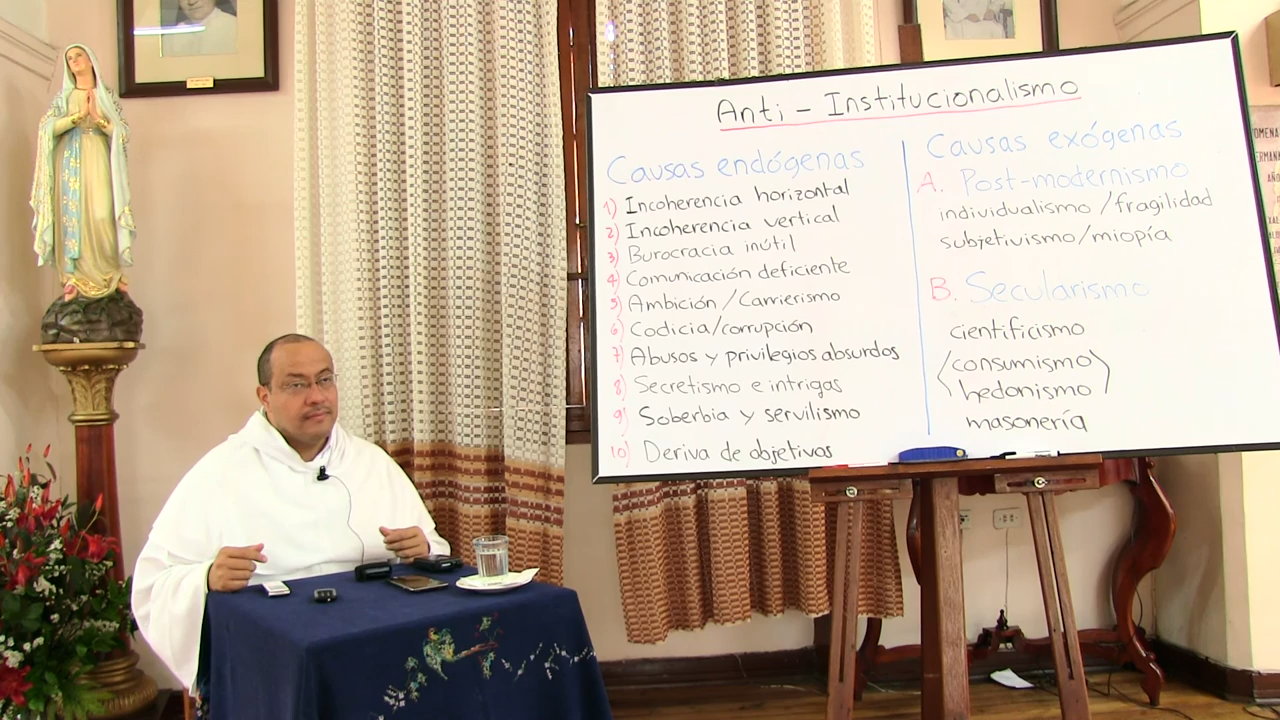 Anti - Institucionalismo
Causas endógenas
1) Incoherencia horizontal
2) Incoherencia vertical
3) Burocracia inútil
4) Comunicación deficiente
5) Ambición / Carrierismo
6) Codicia/corrupción
7) Abusos y privilegios absurdos
8) Secretismo e intrigas
9) Soberbia y servilismo
10) Deriva de objetivos
Causas exógenas
A. Post-modernismo
individualismo / fragilidad
subjetivismo/miopía
B. Secularismo
cientificismo
(consumismo)
hedonismo
masonería